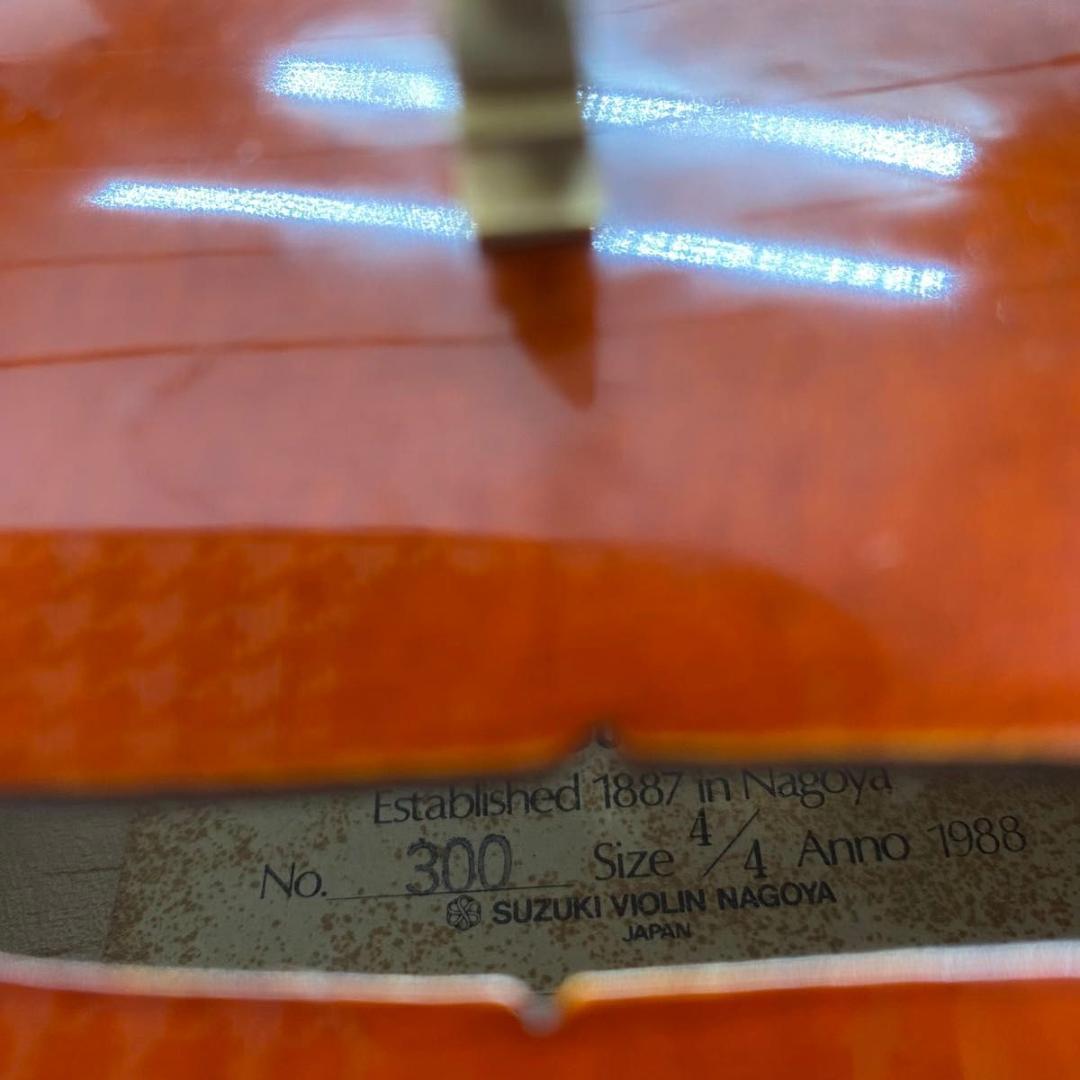 Established 1887 in Nagoya
No. 300 Size 4/4 Anno 1988
SUZUKI VIOLIN NAGOYA
JAPAN